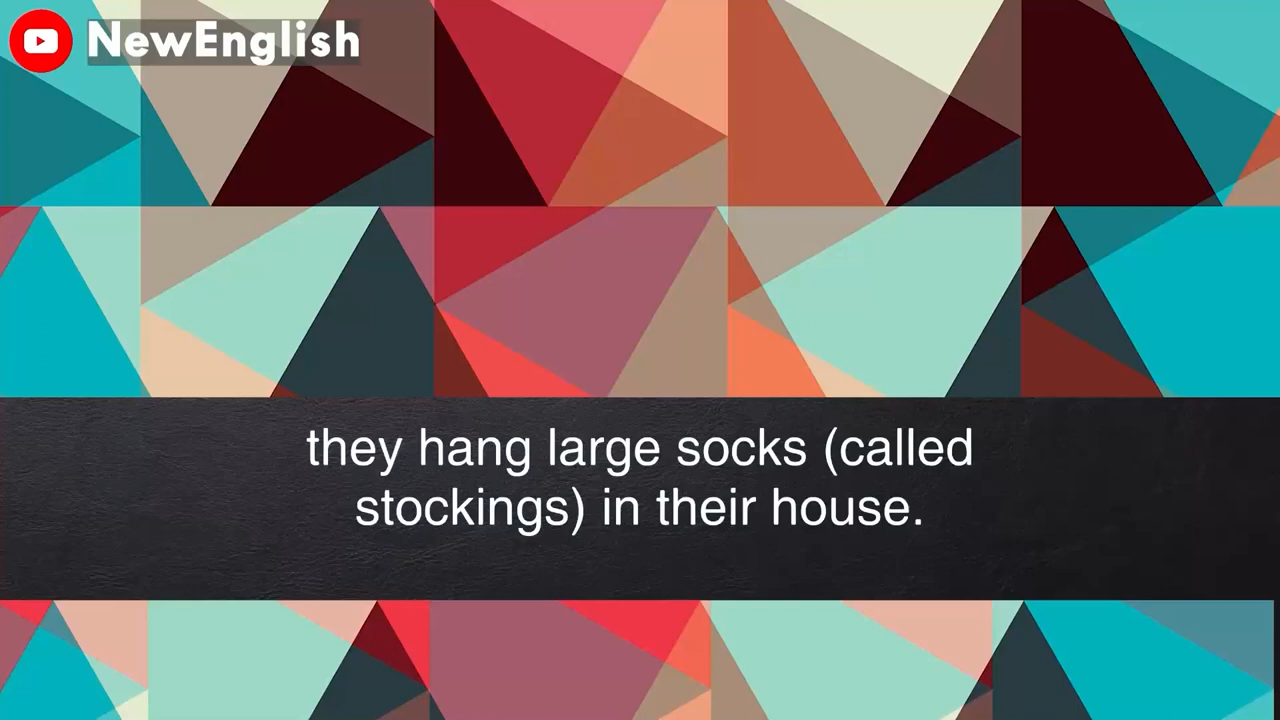 NewEnglish
they hang large socks (called
stockings) in their house.